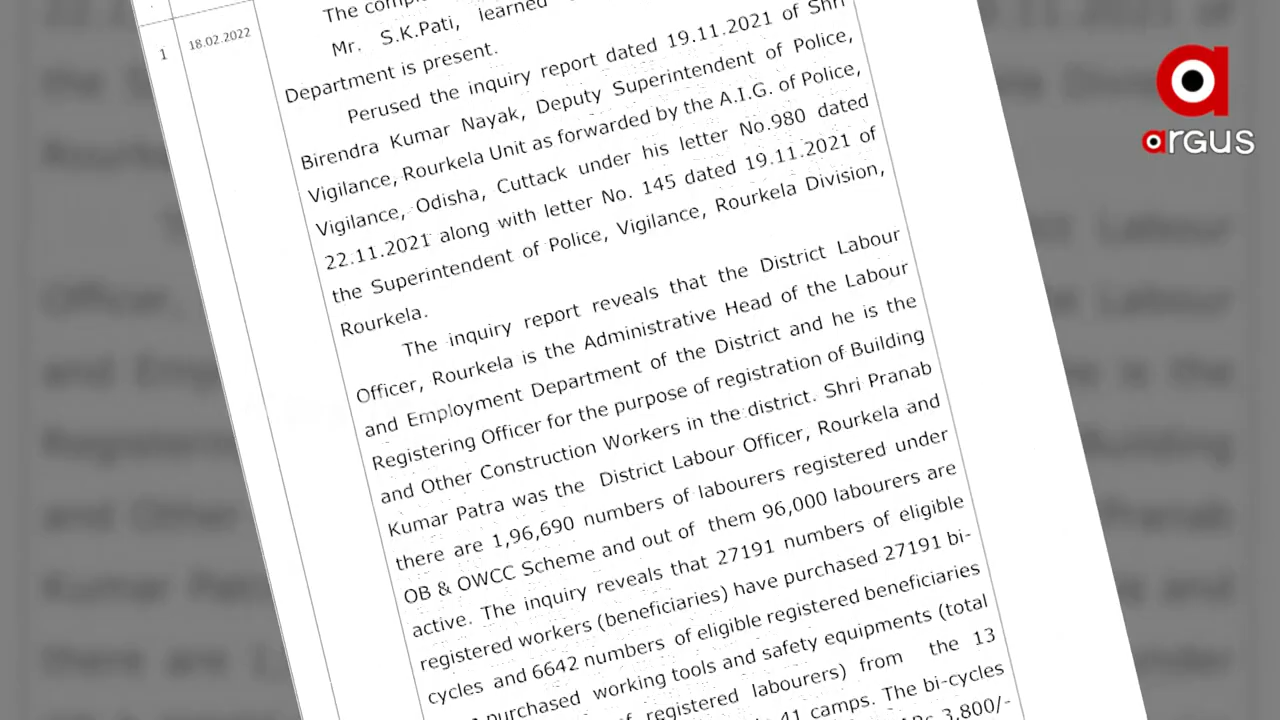 1 18.02.2022
The
Mr. S.K.Pati, learned
Department is present.
Perused the inquiry report dated 19.11.2021 of Shri
Birendra Kumar Nayak, Deputy Superintendent of Police,
Vigilance, Rourkela Unit as forwarded by the A.I.G. of Police,
Vigilance, Odisha, Cuttack under his letter No.980 dated
22.11.2021 along with letter No. 145 dated 19.11.2021 of
the Superintendent of Police, Vigilance, Rourkela Division,
Rourkela.
The inquiry report reveals that the District Labour
Officer, Rourkela is the Administrative Head of the Labour
and Employment Department of the District and he is the
Registering Officer for the purpose of registration of Building
and Other Construction Workers in the district. Shri Pranab
Kumar Patra was the District Labour Officer, Rourkela and
there are 1,96,690 numbers of labourers registered under
OB & OWCC Scheme and out of them 96,000 labourers are
active. The inquiry reveals that 27191 numbers of eligible
registered workers (beneficiaries) have purchased 27191 bi-
cycles and 6642 numbers of eligible registered beneficiaries
purchased working tools and safety equipments (total
of registered labourers) from the 13
41 camps. The bi-cycles
3,800/-
argus